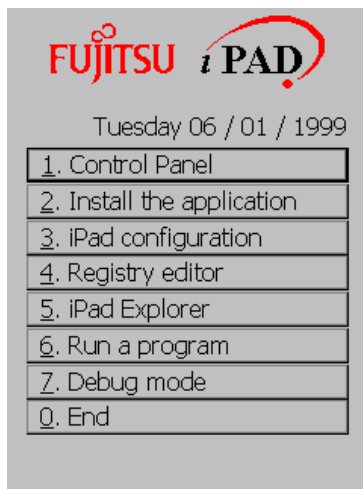 FUJITSU iPAD
Tuesday 06 / 01 / 1999
1. Control Panel
2. Install the application
3. iPad configuration
4. Registry editor
5. iPad Explorer
6. Run a program
7. Debug mode
0. End